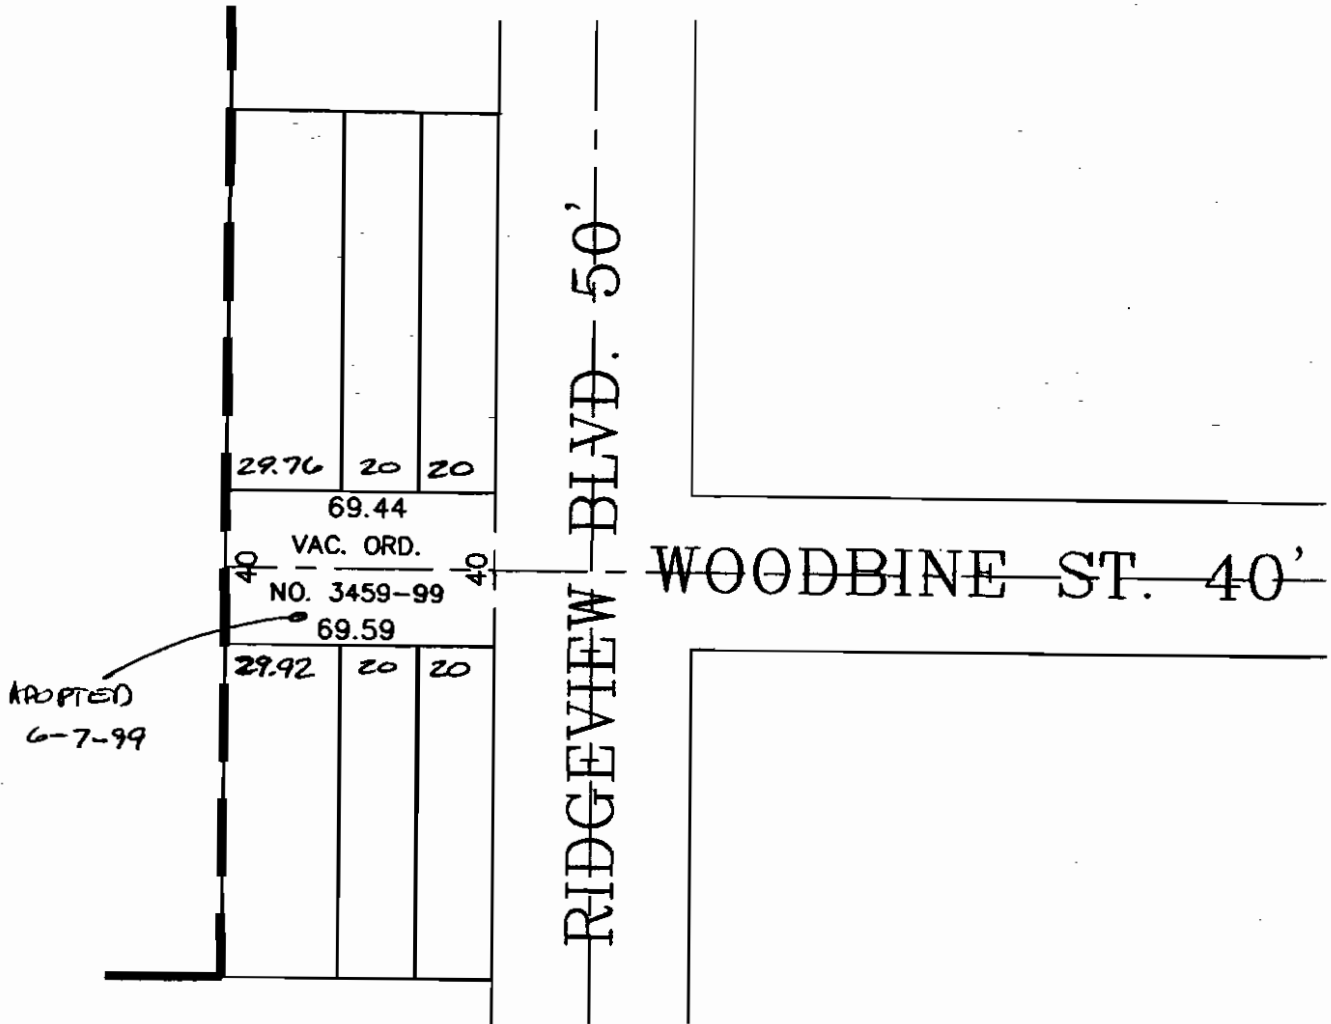 RIDGEVIEW BLVD. 50'
29.76 20 20
69.44
VAC. ORD.
40 40
NO. 3459-99
69.59
29.92 20 20
WOODBINE ST. 40'
ADOPTED
6-7-99